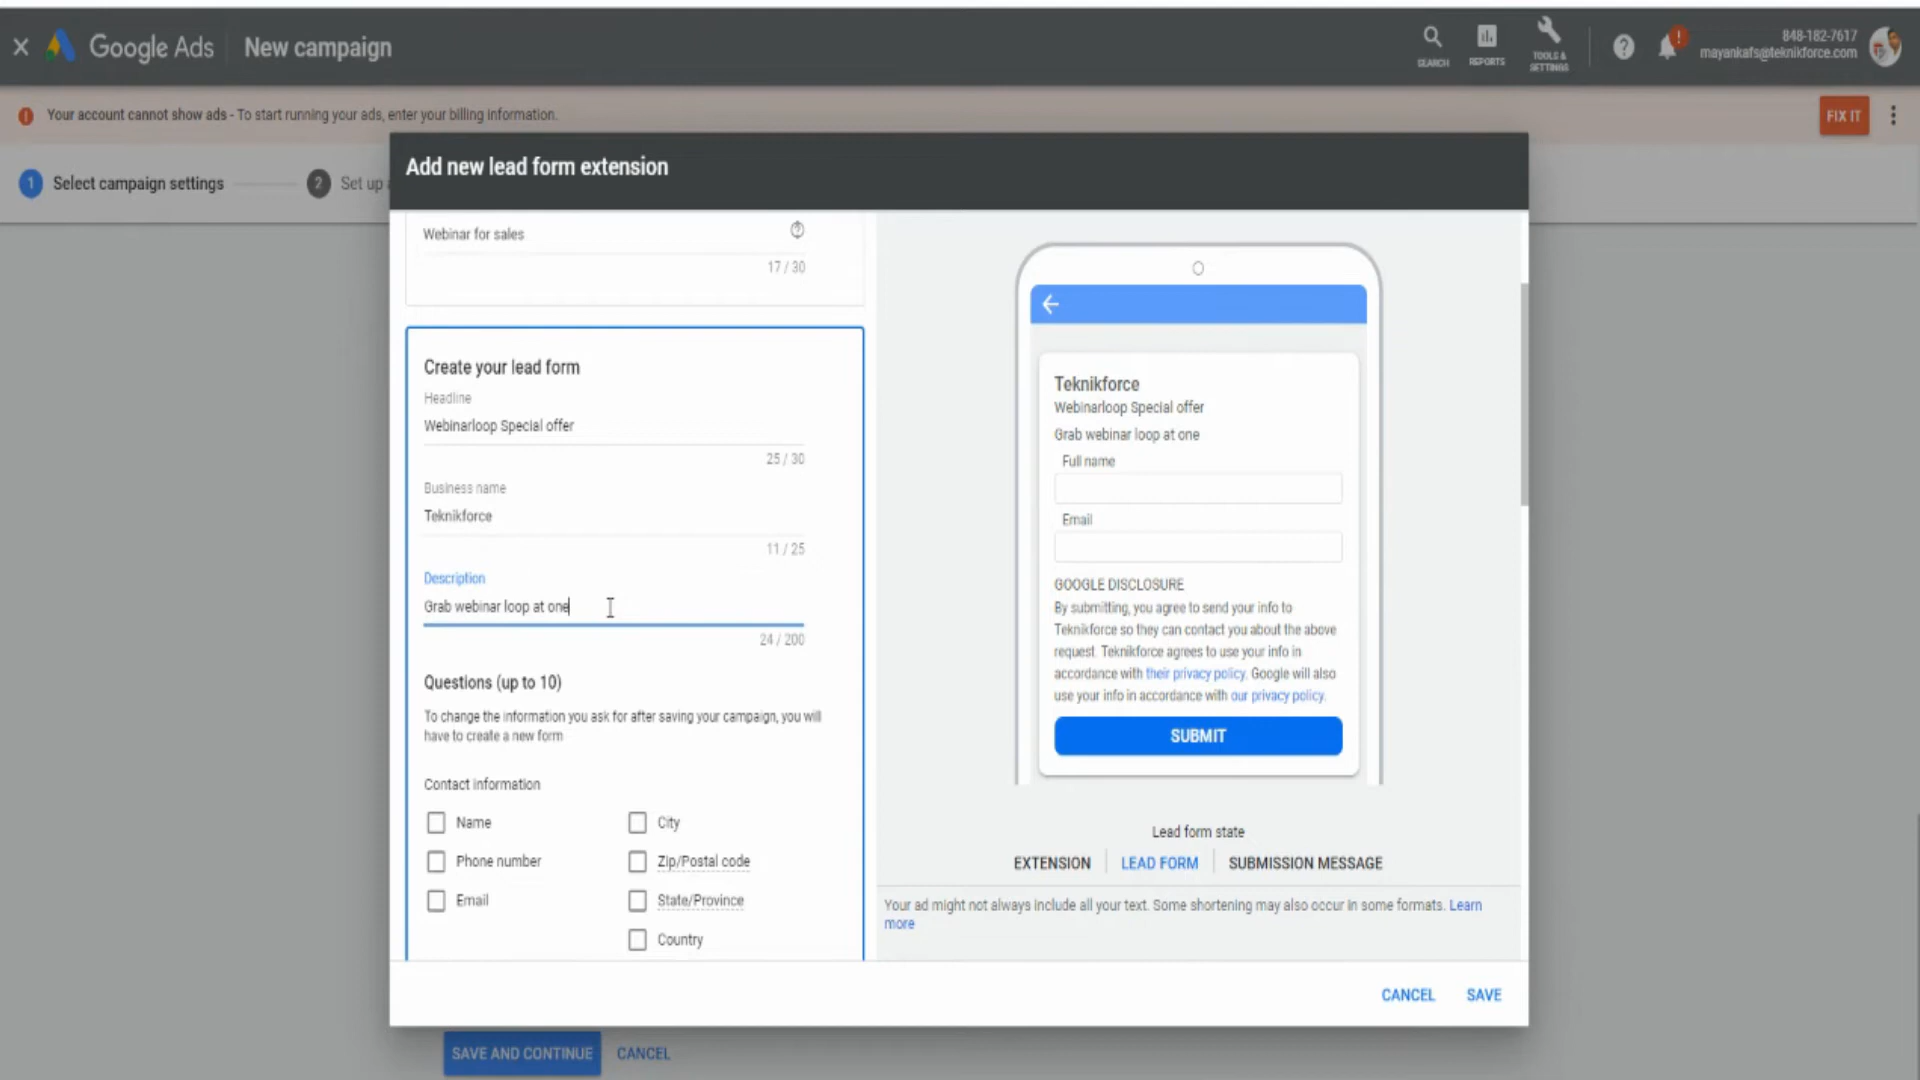 Google Ads
New campaign
SEARCH
REPORTS
TOOLS &
SETTINGS
848-182-7617
mayankafs@teknikforce.com
Your account cannot show ads - To start running your ads, enter your billing information.
FIX IT
1 Select campaign settings
2 Set up
Add new lead form extension
Webinar for sales
17 / 30
Create your lead form
Headline
Webinarloop Special offer
25 / 30
Business name
Teknikforce
11 / 25
Description
Grab webinar loop at one
24 / 200
Questions (up to 10)
To change the information you ask for after saving your campaign, you will
have to create a new form
Contact information
Name
City
Phone number
Zip/Postal code
Email
State/Province
Country
Teknikforce
Webinarloop Special offer
Grab webinar loop at one
Full name
Email
GOOGLE DISCLOSURE
By submitting, you agree to send your info to
Teknikforce so they can contact you about the above
request. Teknikforce agrees to use your info in
accordance with their privacy policy. Google will also
use your info in accordance with our privacy policy.
SUBMIT
Lead form state
EXTENSION
LEAD FORM
SUBMISSION MESSAGE
Your ad might not always include all your text. Some shortening may also occur in some formats. Learn
more
CANCEL
SAVE
SAVE AND CONTINUE
CANCEL